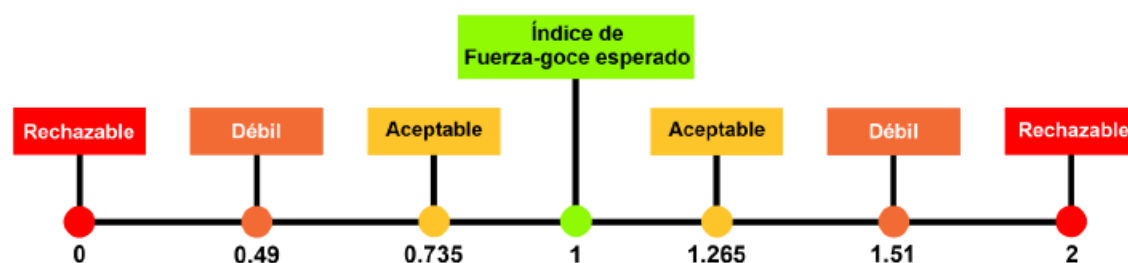 Índice de
Fuerza-goce esperado
Rechazable
Débil
Aceptable
Aceptable
Débil
Rechazable
0
0.49
0.735
1
1.265
1.51
2